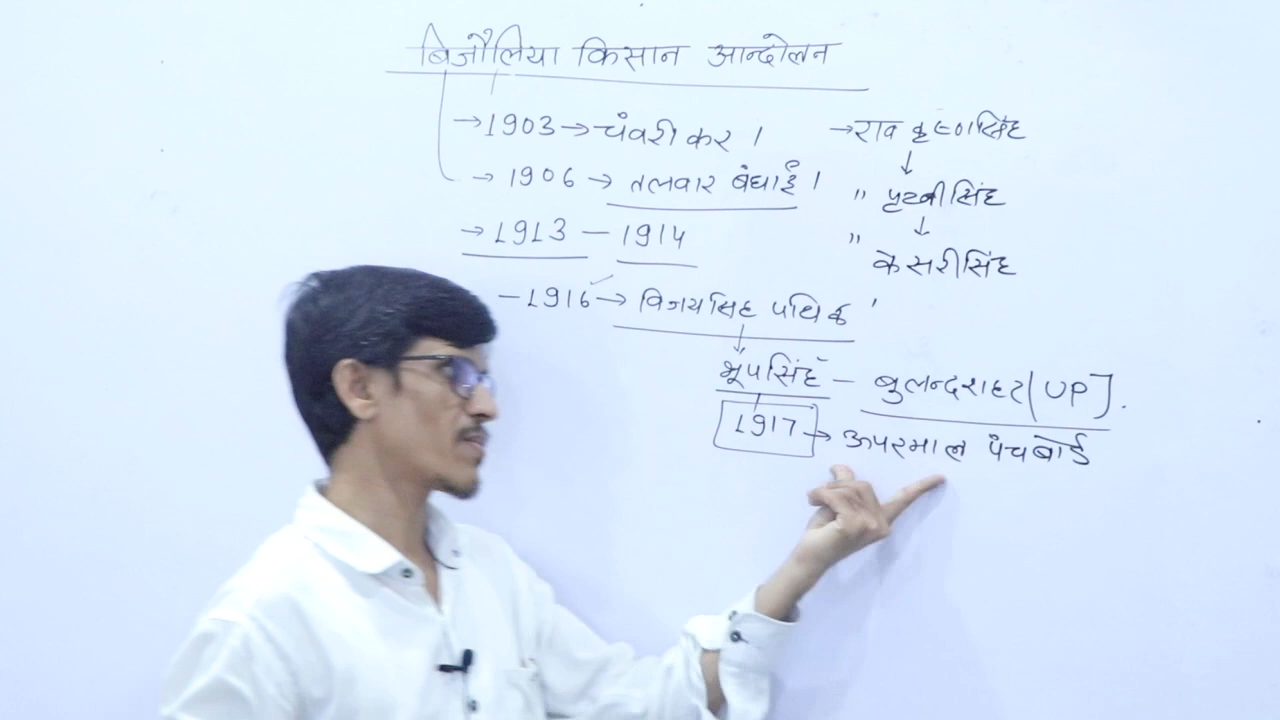 बिजौलिया किसान आन्दोलन
→1903→चंवरी कर । →राव कृष्णसिंह
↓
→ 1906 → तलवार बंधाई । " पृथ्वीसिंह
↓
→ 1913 – 1914 " केसरीसिंह
– 1916 → विजयसिंह पथिक '
↓
भूपसिंह – बुलन्दशहर (UP].
1917 → ऊपरमाल पंचबोर्ड